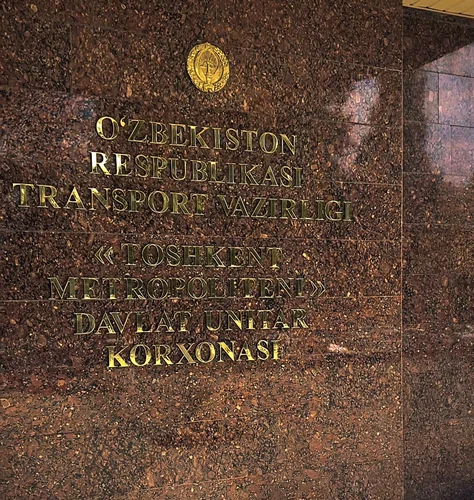 O‘ZBEKISTON
RESPUBLIKASI
TRANSPORT VAZIRLIGI
«TOSHKENT
METROPOLITENI»
DAVLAT UNITAR
KORXONASI